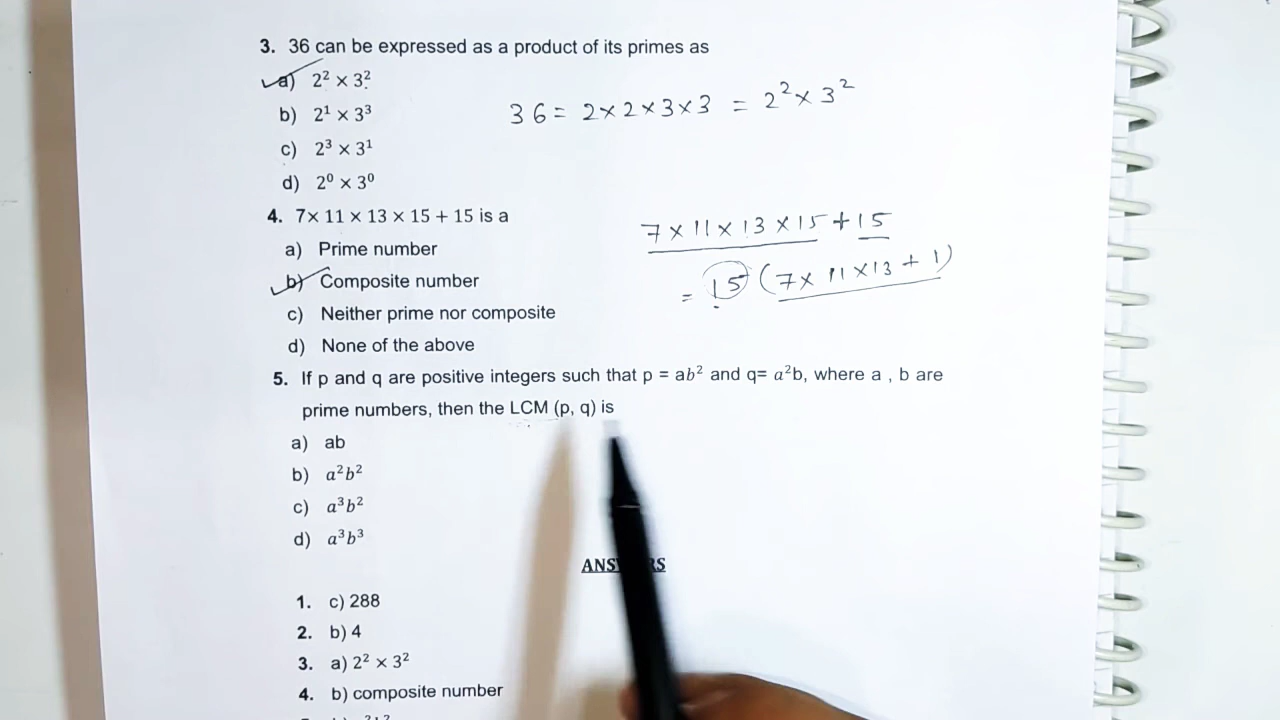 3. 36 can be expressed as a product of its primes as
a) 2² × 3²
b) 2¹ × 3³
c) 2³ × 3¹
d) 2⁰ × 3⁰
36 = 2×2×3×3 = 2² × 3²
4. 7× 11 × 13 × 15 + 15 is a
a) Prime number
b) Composite number
c) Neither prime nor composite
d) None of the above
7 × 11 × 13 × 15 + 15
= 15 (7× 11 ×13 + 1)
5. If p and q are positive integers such that p = ab² and q= a²b, where a , b are
prime numbers, then the LCM (p, q) is
a) ab
b) a²b²
c) a³b²
d) a³b³
1. c) 288
2. b) 4
3. a) 2² × 3²
4. b) composite number